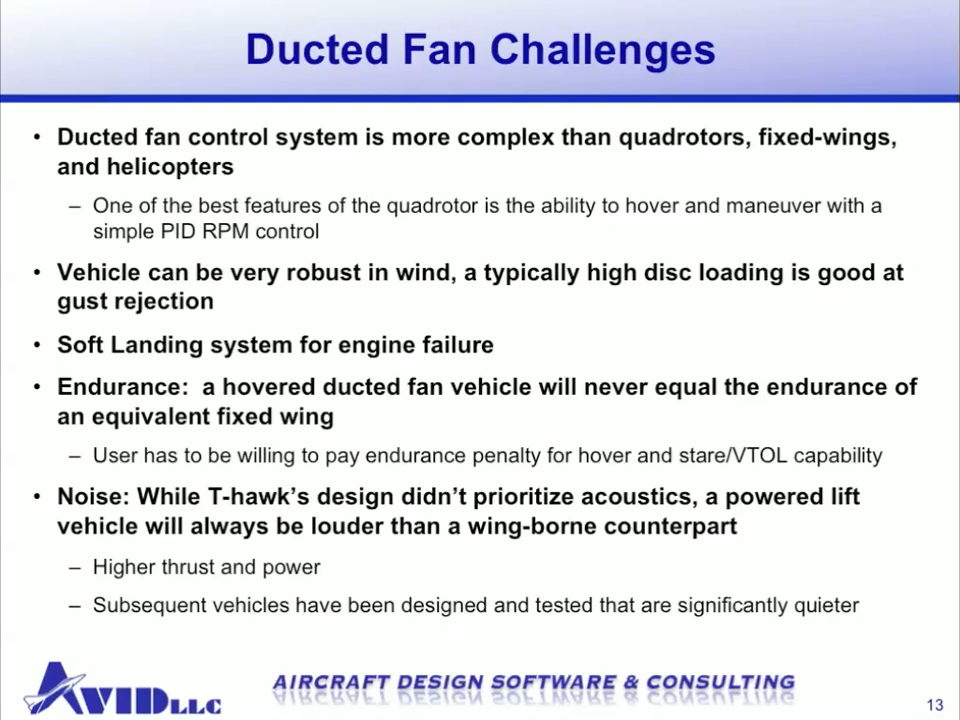 Ducted Fan Challenges
• Ducted fan control system is more complex than quadrotors, fixed-wings,
and helicopters
– One of the best features of the quadrotor is the ability to hover and maneuver with a
simple PID RPM control
• Vehicle can be very robust in wind, a typically high disc loading is good at
gust rejection
• Soft Landing system for engine failure
• Endurance:  a hovered ducted fan vehicle will never equal the endurance of
an equivalent fixed wing
– User has to be willing to pay endurance penalty for hover and stare/VTOL capability
• Noise: While T-hawk’s design didn’t prioritize acoustics, a powered lift
vehicle will always be louder than a wing-borne counterpart
– Higher thrust and power
– Subsequent vehicles have been designed and tested that are significantly quieter
AVID LLC
AIRCRAFT DESIGN SOFTWARE & CONSULTING
13